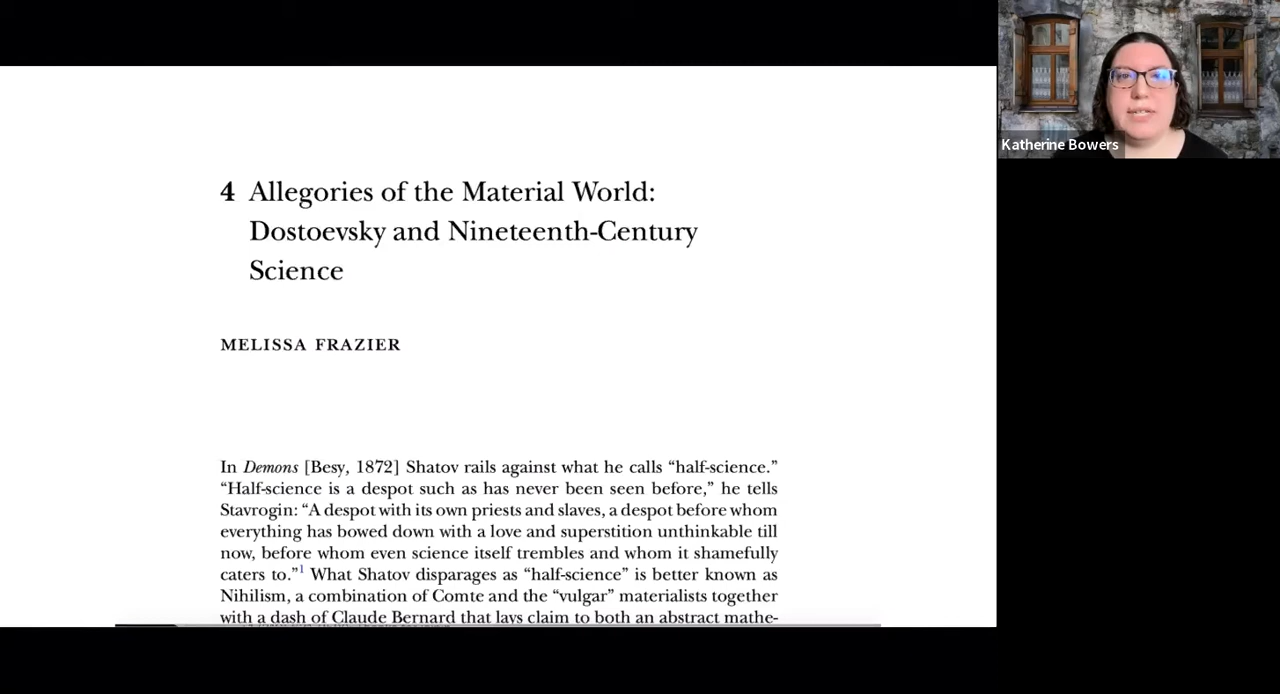 4 Allegories of the Material World:
Dostoevsky and Nineteenth-Century
Science
MELISSA FRAZIER
In Demons [Besy, 1872] Shatov rails against what he calls “half-science.”
“Half-science is a despot such as has never been seen before,” he tells
Stavrogin: “A despot with its own priests and slaves, a despot before whom
everything has bowed down with a love and superstition unthinkable till
now, before whom even science itself trembles and whom it shamefully
caters to.”1 What Shatov disparages as “half-science” is better known as
Nihilism, a combination of Comte and the “vulgar” materialists together
with a dash of Claude Bernard that lays claim to both an abstract mathe-
Katherine Bowers